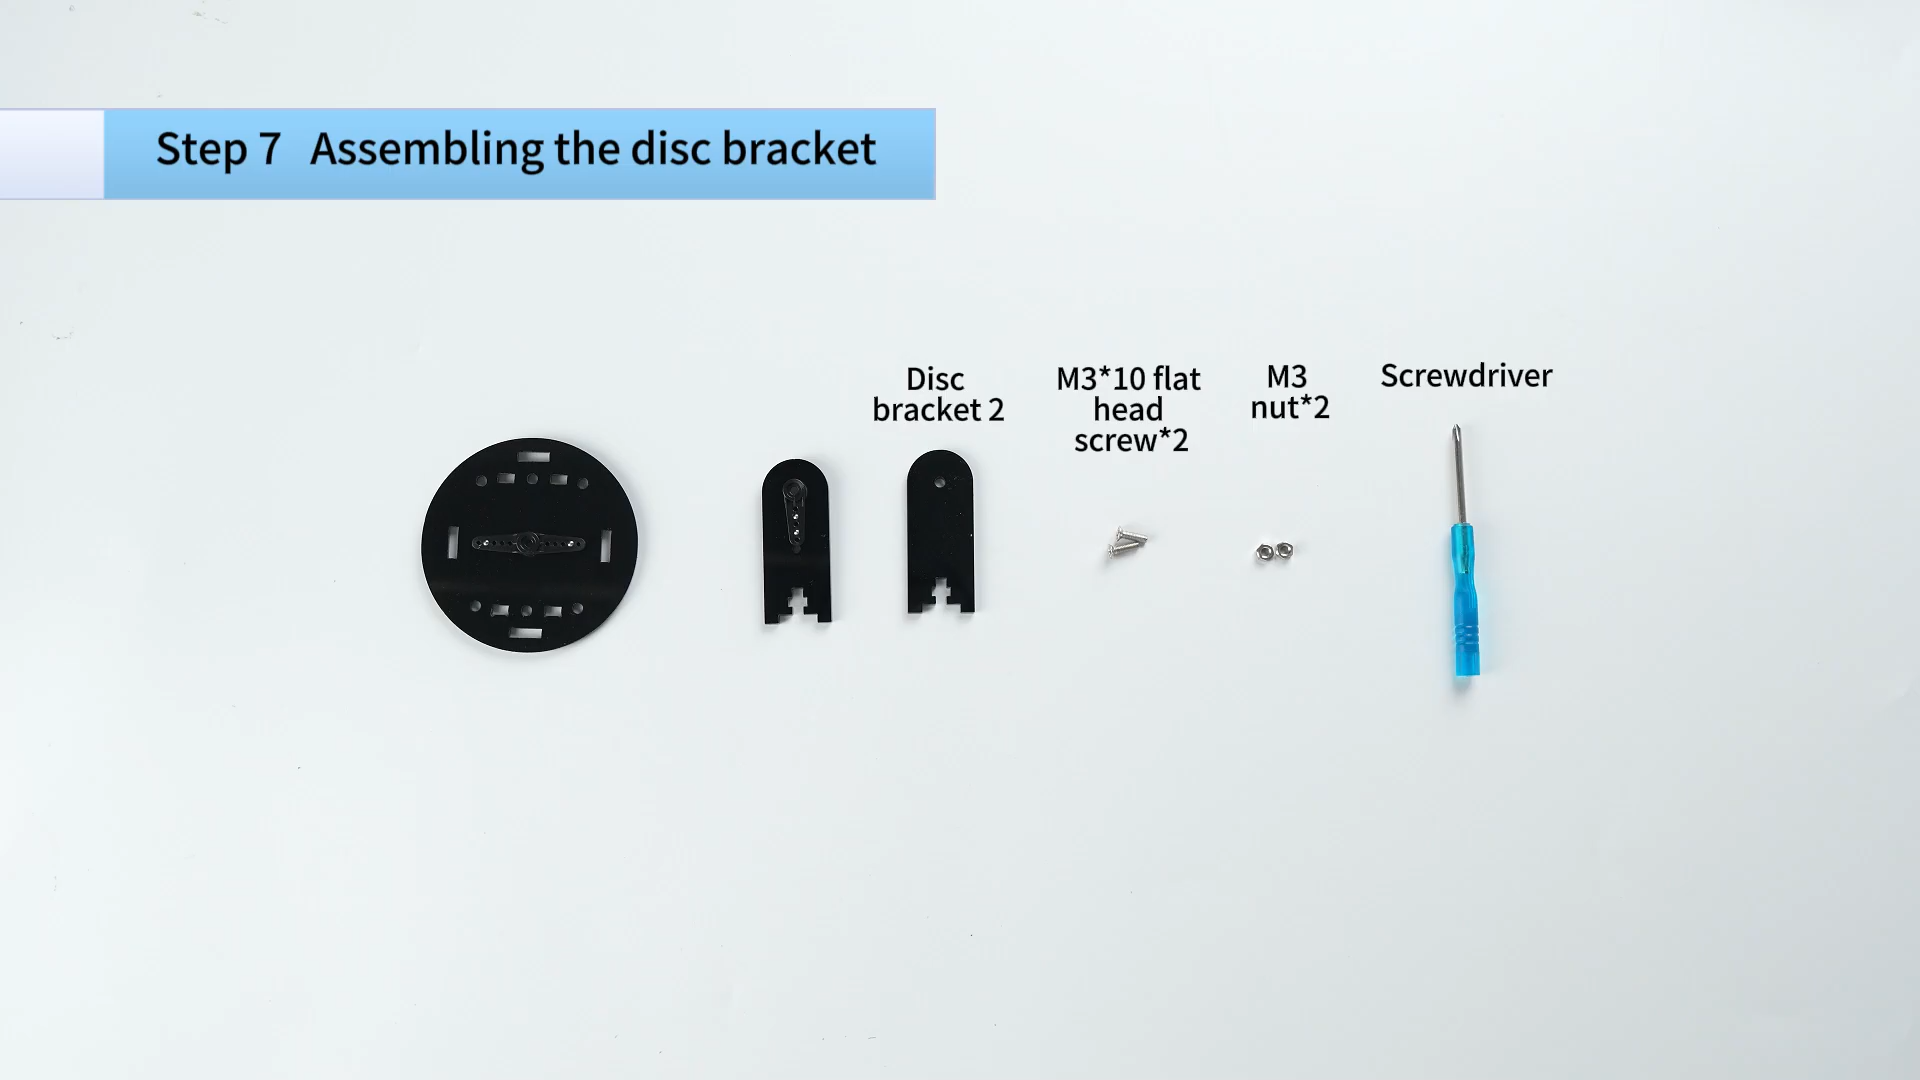 Step 7 Assembling the disc bracket
Disc
bracket 2
M3*10 flat
head
screw*2
M3
nut*2
Screwdriver